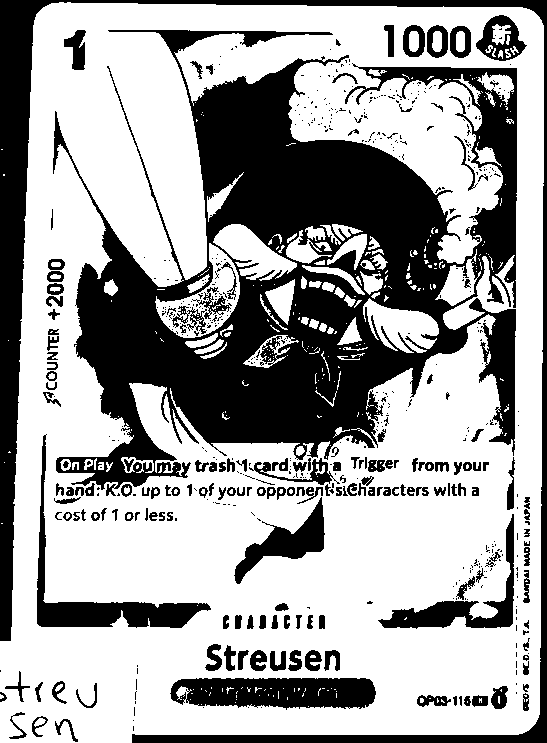 1
1000
斬
SLASH
COUNTER +2000
On Play You may trash 1 card with a Trigger from your
hand: K.O. up to 1 of your opponent's Characters with a
cost of 1 or less.
CHARACTER
Streusen
OP03-115
BANDAI MADE IN JAPAN
Streu
sen